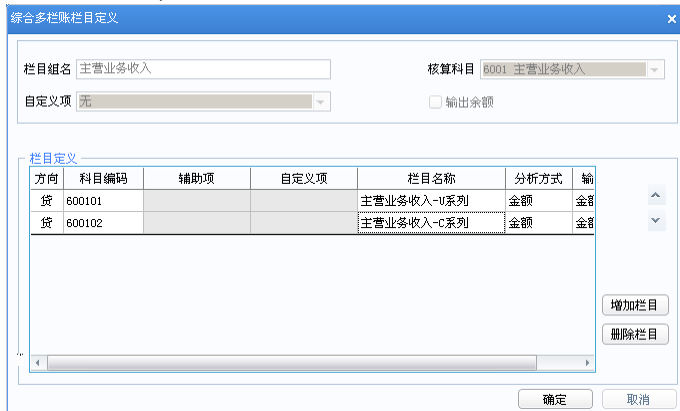 综合多栏账栏目定义
栏目组名 主营业务收入 核算科目 6001 主营业务收入
自定义项 无 输出余额
栏目定义
方向 科目编码 辅助项 自定义项 栏目名称 分析方式 输
贷 600101 主营业务收入-U系列 金额 金额
贷 600102 主营业务收入-C系列 金额 金额
增加栏目
删除栏目
确定 取消